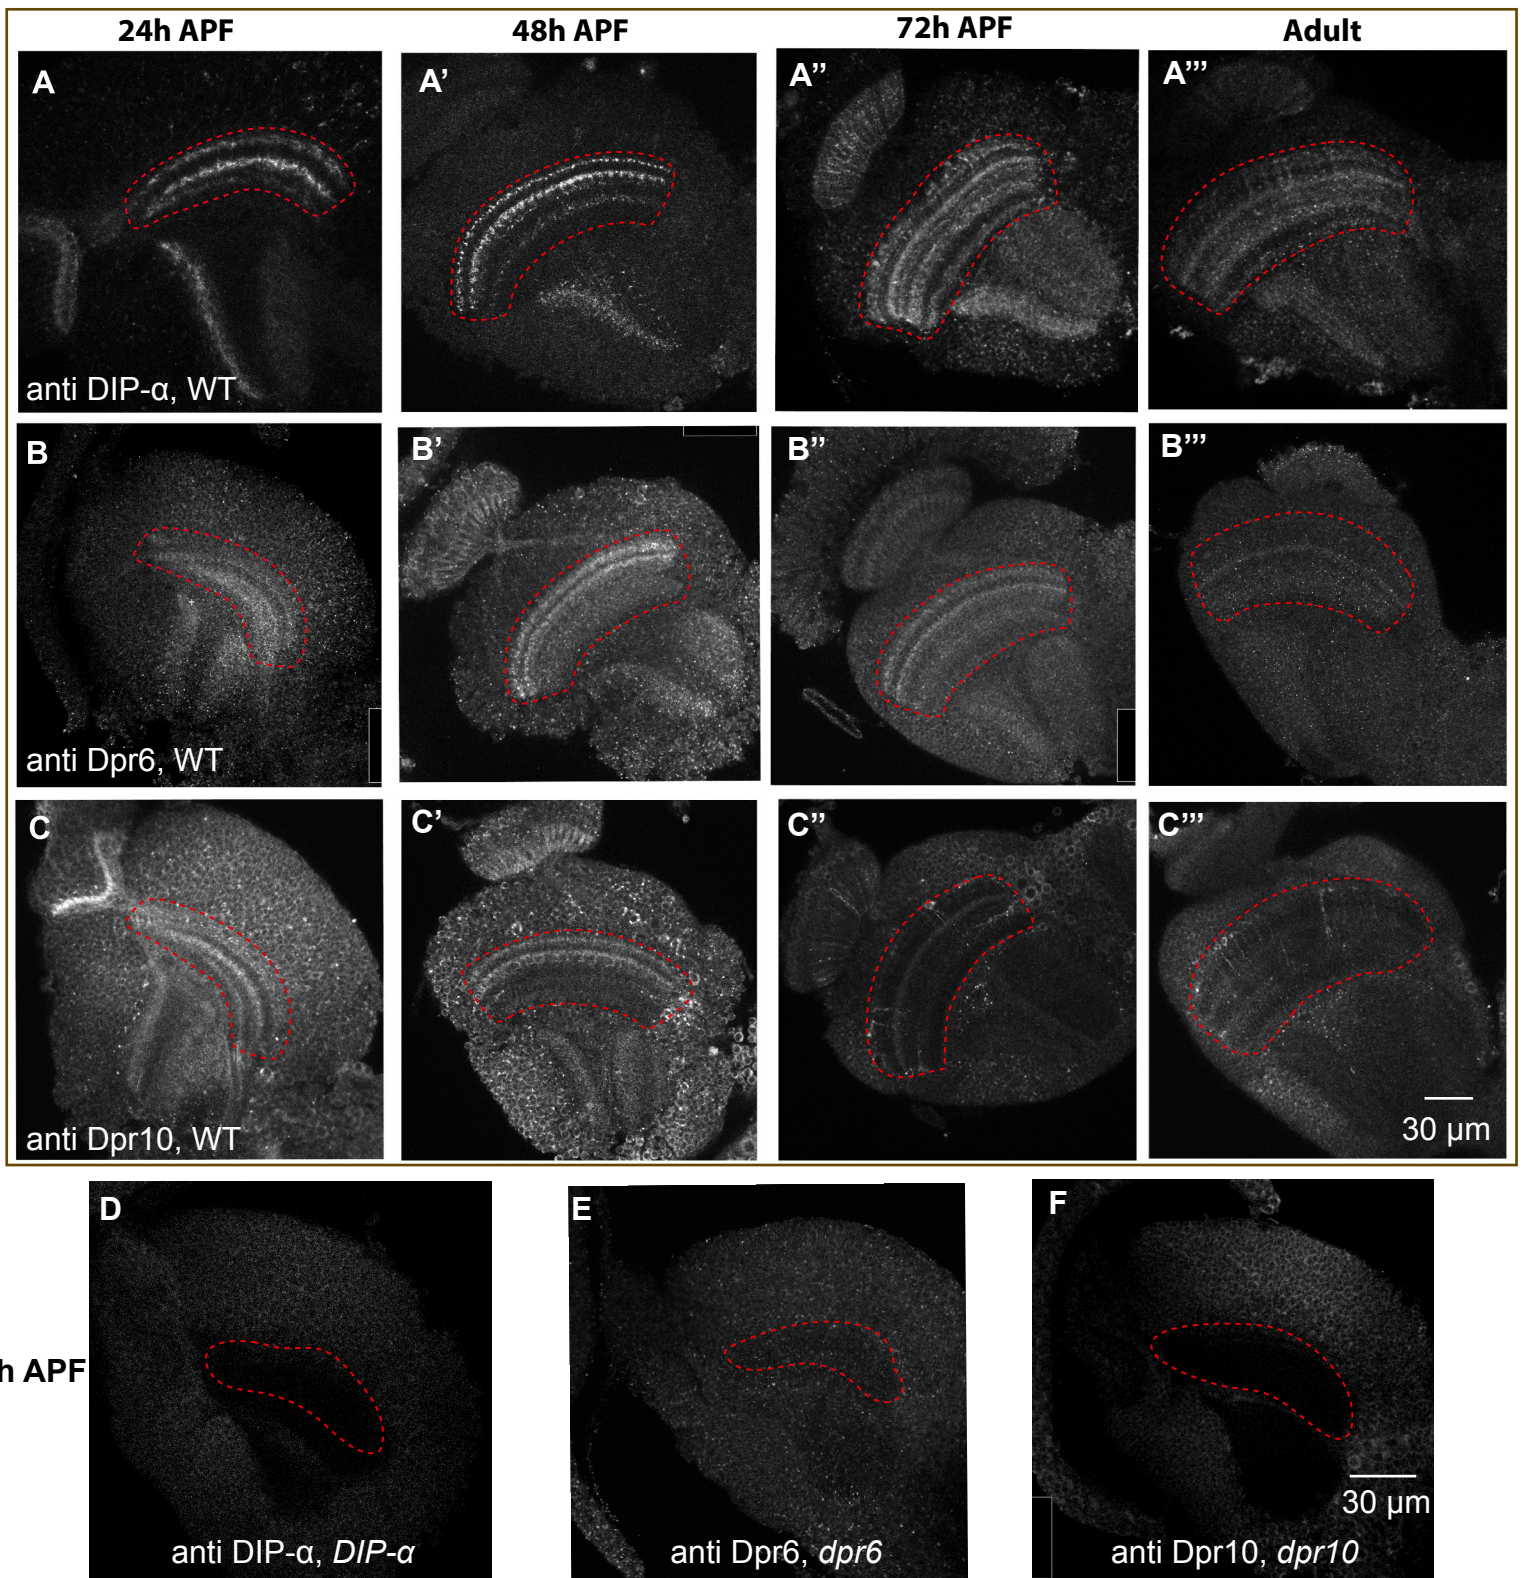 24h APF 48h APF 72h APF Adult
A A’ A’’ A’’’
anti DIP-α, WT
B B’ B’’ B’’’
anti Dpr6, WT
C C’ C’’ C’’’
30 µm
anti Dpr10, WT
D E F
h APF
30 µm
anti DIP-α, DIP-α anti Dpr6, dpr6 anti Dpr10, dpr10